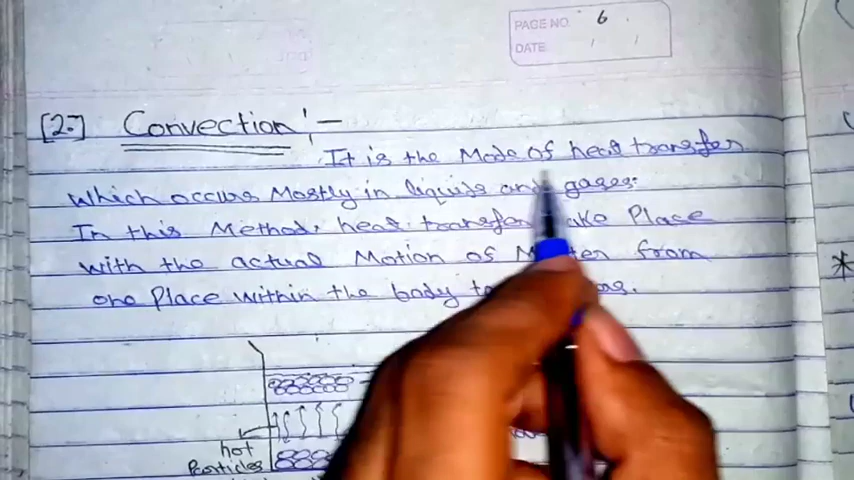 PAGE NO. 6
DATE / /
[2.] Convection :-
It is the Mode of heat transfer
which occurs Mostly in liquids and gases.
In this Method, heat transfer take Place
with the actual Motion of Matter from
one Place within the body to
hot
Particles